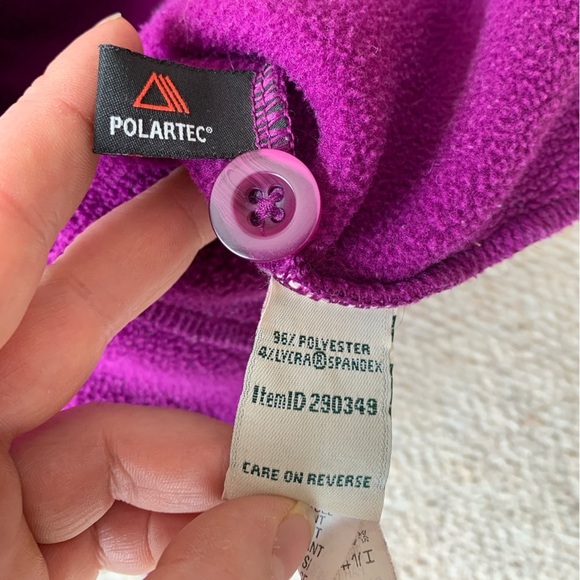 POLARTEC®
96% POLYESTER
4%LYCRA®SPANDEX
ItemID 290349
CARE ON REVERSE